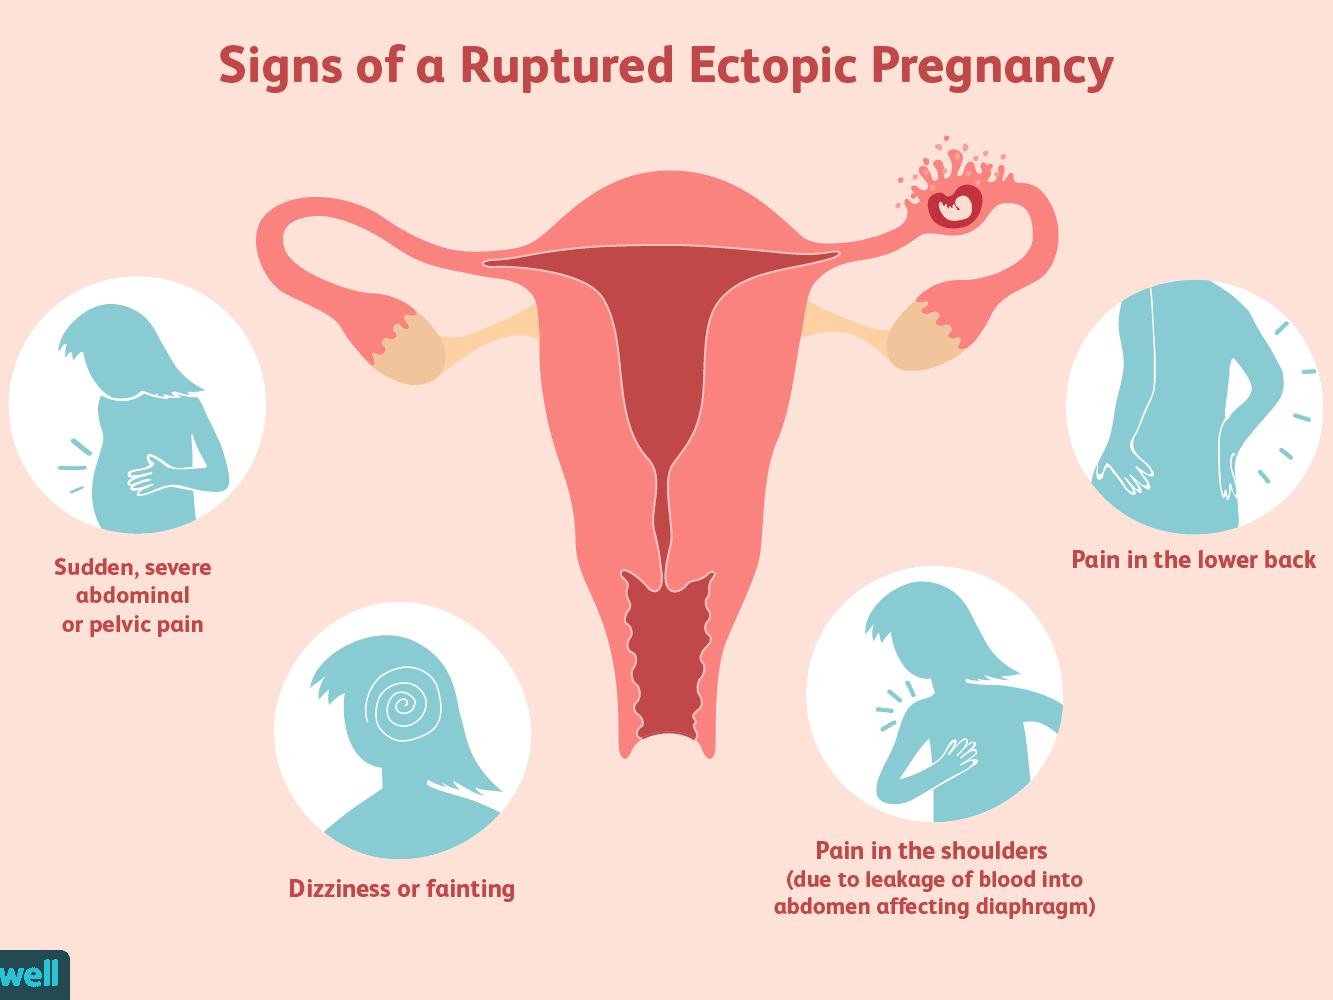 Signs of a Ruptured Ectopic Pregnancy
Sudden, severe
abdominal
or pelvic pain
Dizziness or fainting
Pain in the shoulders
(due to leakage of blood into
abdomen affecting diaphragm)
Pain in the lower back
well